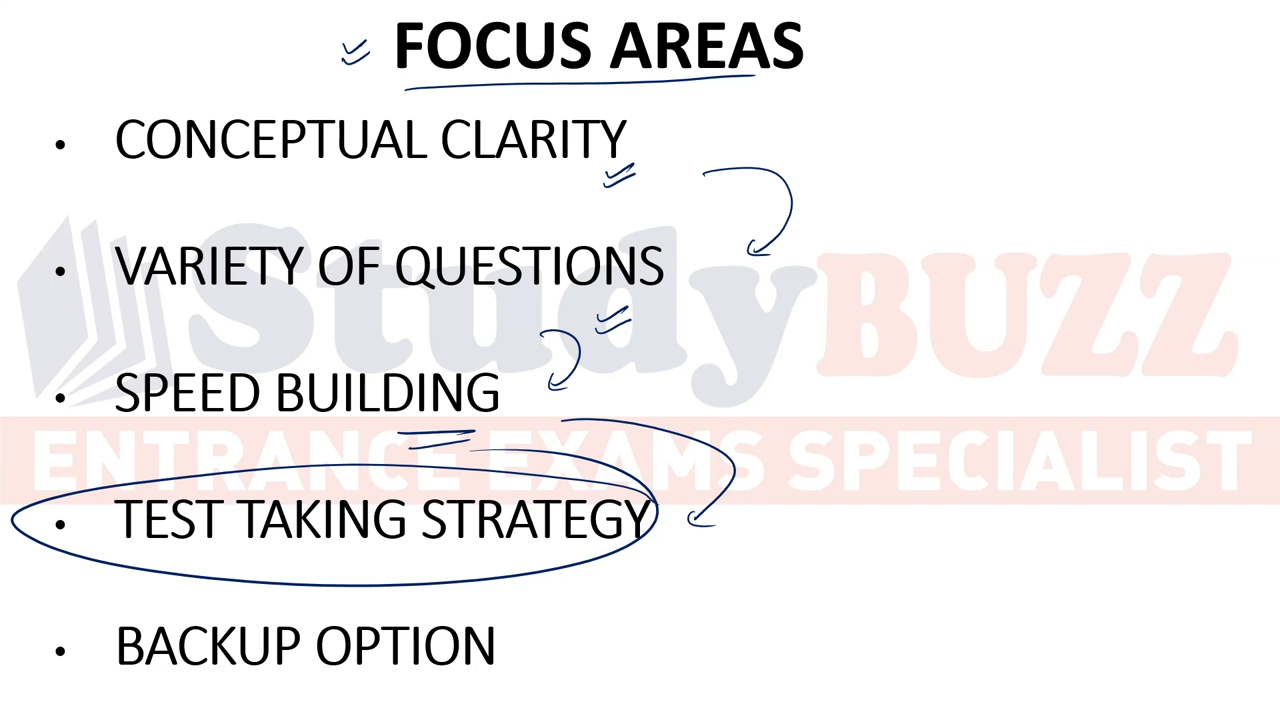 FOCUS AREAS
• CONCEPTUAL CLARITY
• VARIETY OF QUESTIONS
StudyBUZZ
• SPEED BUILDING
ENTRANCE EXAMS SPECIALIST
• TEST TAKING STRATEGY
• BACKUP OPTION